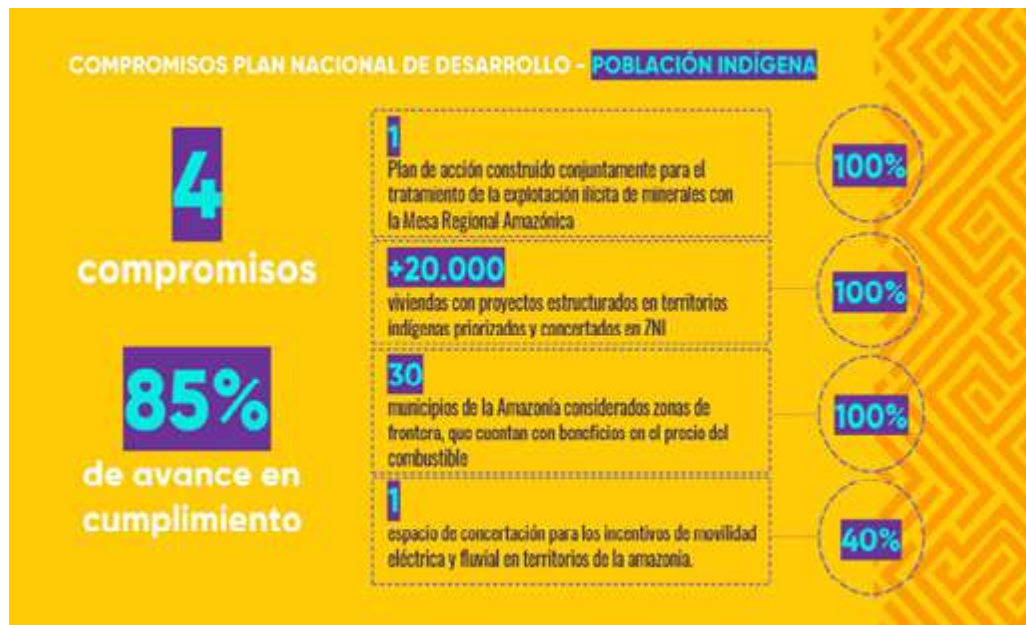 COMPROMISOS PLAN NACIONAL DE DESARROLLO - POBLACIÓN INDÍGENA
4
compromisos
85%
de avance en
cumplimiento
1
Plan de acción construido conjuntamente para el
tratamiento de la explotación ilícita de minerales con
la Mesa Regional Amazónica
100%
+20.000
viviendas con proyectos estructurados en territorios
indígenas priorizados y concertados en ZNI
100%
30
municipios de la Amazonía considerados zonas de
frontera, que cuentan con beneficios en el precio del
combustible
100%
1
espacio de concertación para los incentivos de movilidad
eléctrica y fluvial en territorios de la amazonía.
40%